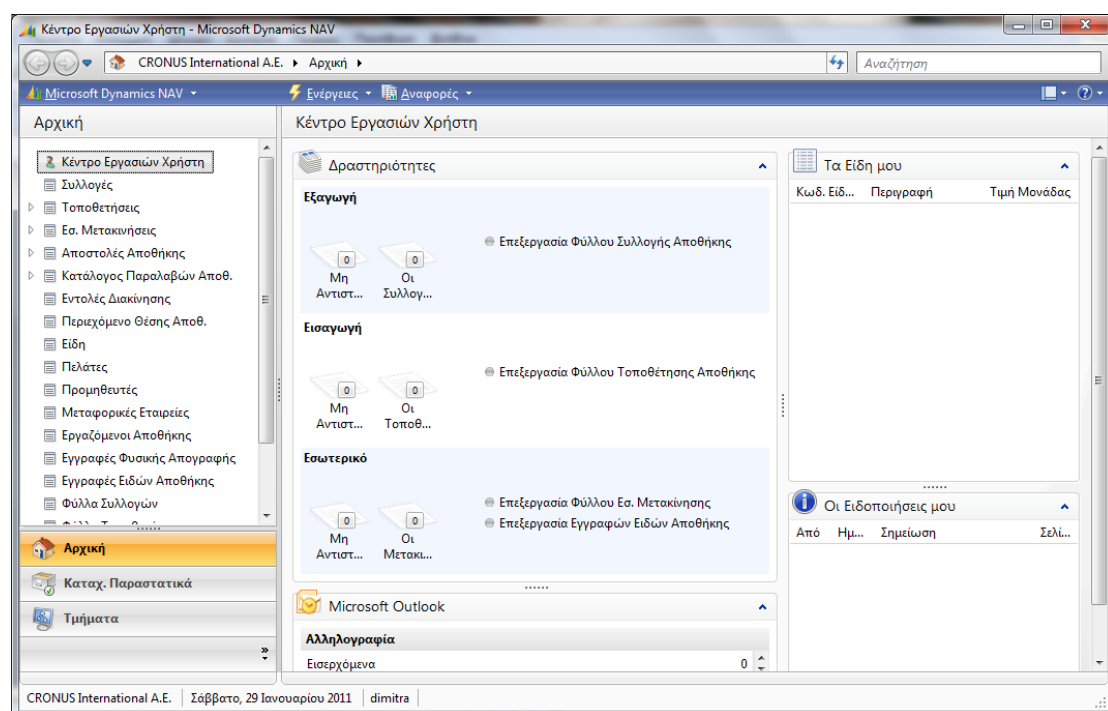 Κέντρο Εργασιών Χρήστη - Microsoft Dynamics NAV
CRONUS International A.E. Αρχική
Αναζήτηση
Microsoft Dynamics NAV
Ενέργειες Αναφορές
Αρχική
Κέντρο Εργασιών Χρήστη
Συλλογές
Τοποθετήσεις
Εσ. Μετακινήσεις
Αποστολές Αποθήκης
Κατάλογος Παραλαβών Αποθ.
Εντολές Διακίνησης
Περιεχόμενο Θέσης Αποθ.
Είδη
Πελάτες
Προμηθευτές
Μεταφορικές Εταιρείες
Εργαζόμενοι Αποθήκης
Εγγραφές Φυσικής Απογραφής
Εγγραφές Ειδών Αποθήκης
Φύλλα Συλλογών
Αρχική
Καταχ. Παραστατικά
Τμήματα
Κέντρο Εργασιών Χρήστη
Δραστηριότητες
Εξαγωγή
0 0
Μη Οι
Αντιστ... Συλλογ...
Επεξεργασία Φύλλου Συλλογής Αποθήκης
Εισαγωγή
0 0
Μη Οι
Αντιστ... Τοποθ...
Επεξεργασία Φύλλου Τοποθέτησης Αποθήκης
Εσωτερικό
0 0
Μη Οι
Αντιστ... Μετακι...
Επεξεργασία Φύλλου Εσ. Μετακίνησης
Επεξεργασία Εγγραφών Ειδών Αποθήκης
Microsoft Outlook
Αλληλογραφία
Εισερχόμενα 0
Τα Είδη μου
Κωδ. Είδ... Περιγραφή Τιμή Μονάδας
Οι Ειδοποιήσεις μου
Από Ημ... Σημείωση Σελί...
CRONUS International A.E. Σάββατο, 29 Ιανουαρίου 2011 dimitra